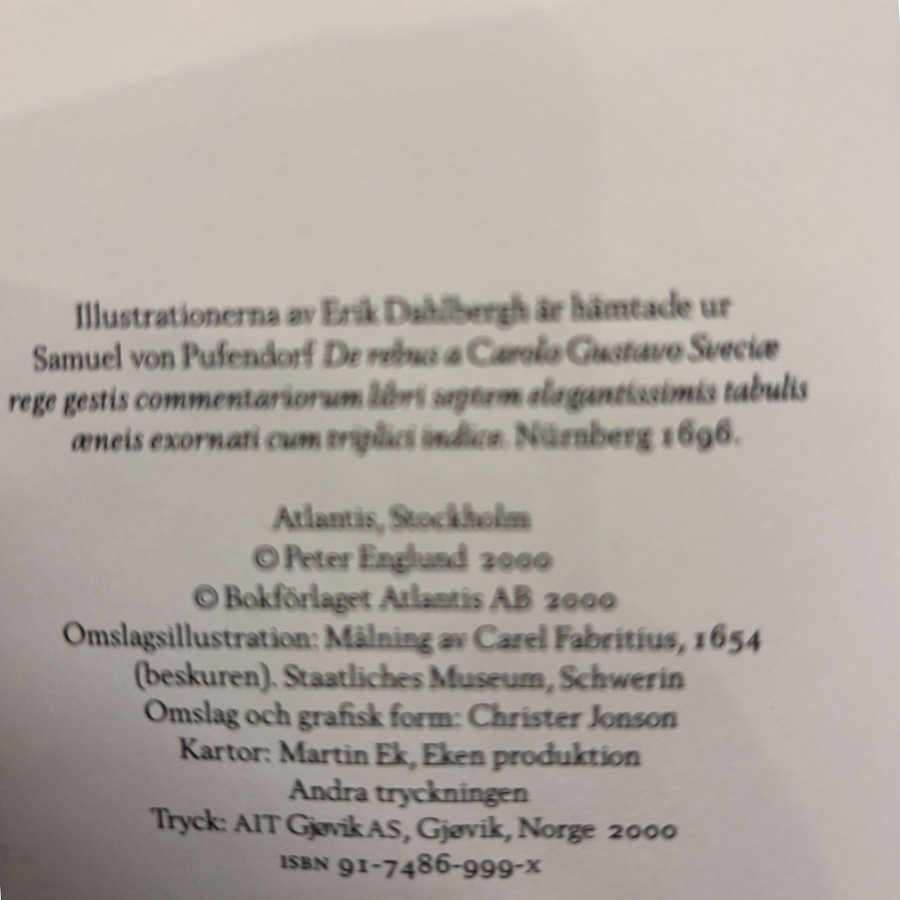 Illustrationerna av Erik Dahlbergh är hämtade ur
Samuel von Pufendorf De rebus a Carolo Gustavo Sveciæ
rege gestis commentariorum libri septem elegantissimis tabulis
æneis exornati cum triplici indice. Nürnberg 1696.
Atlantis, Stockholm
© Peter Englund 2000
© Bokförlaget Atlantis AB 2000
Omslagsillustration: Målning av Carel Fabritius, 1654
(beskuren). Staatliches Museum, Schwerin
Omslag och grafisk form: Christer Jonson
Kartor: Martin Ek, Eken produktion
Andra tryckningen
Tryck: AIT Gjøvik AS, Gjøvik, Norge 2000
ISBN 91-7486-999-X